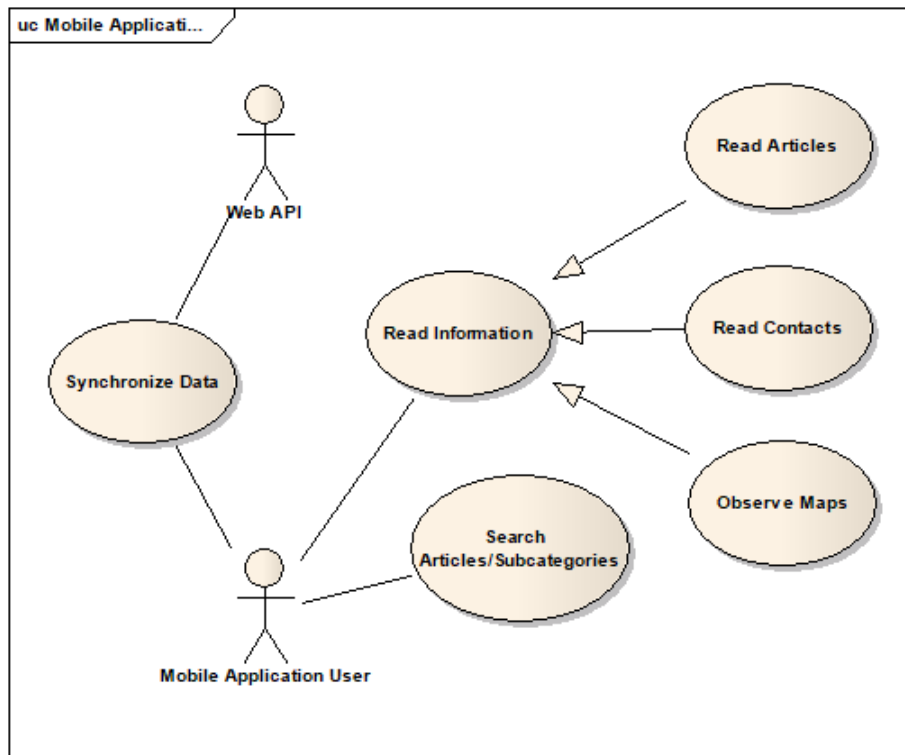 uc Mobile Applicati...
Web API
Read Articles
Read Information
Read Contacts
Synchronize Data
Observe Maps
Search
Articles/Subcategories
Mobile Application User